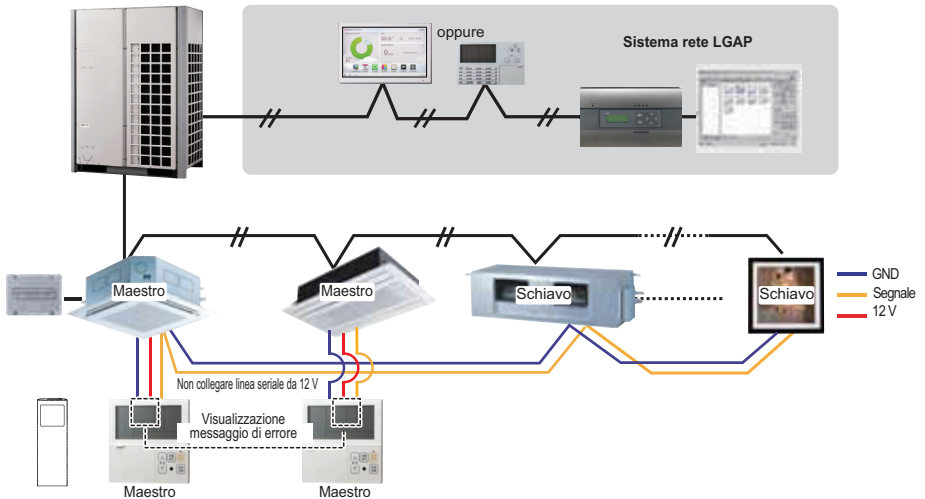 oppure
Sistema rete LGAP
Maestro
Maestro
Schiavo
Schiavo
GND
Segnale
12 V
Non collegare linea seriale da 12 V
Visualizzazione
messaggio di errore
Maestro
Maestro